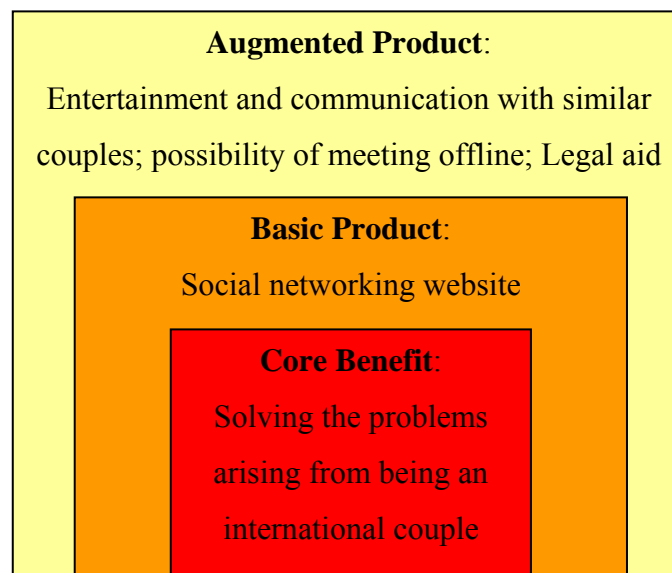 Augmented Product:
Entertainment and communication with similar
couples; possibility of meeting offline; Legal aid
Basic Product:
Social networking website
Core Benefit:
Solving the problems
arising from being an
international couple